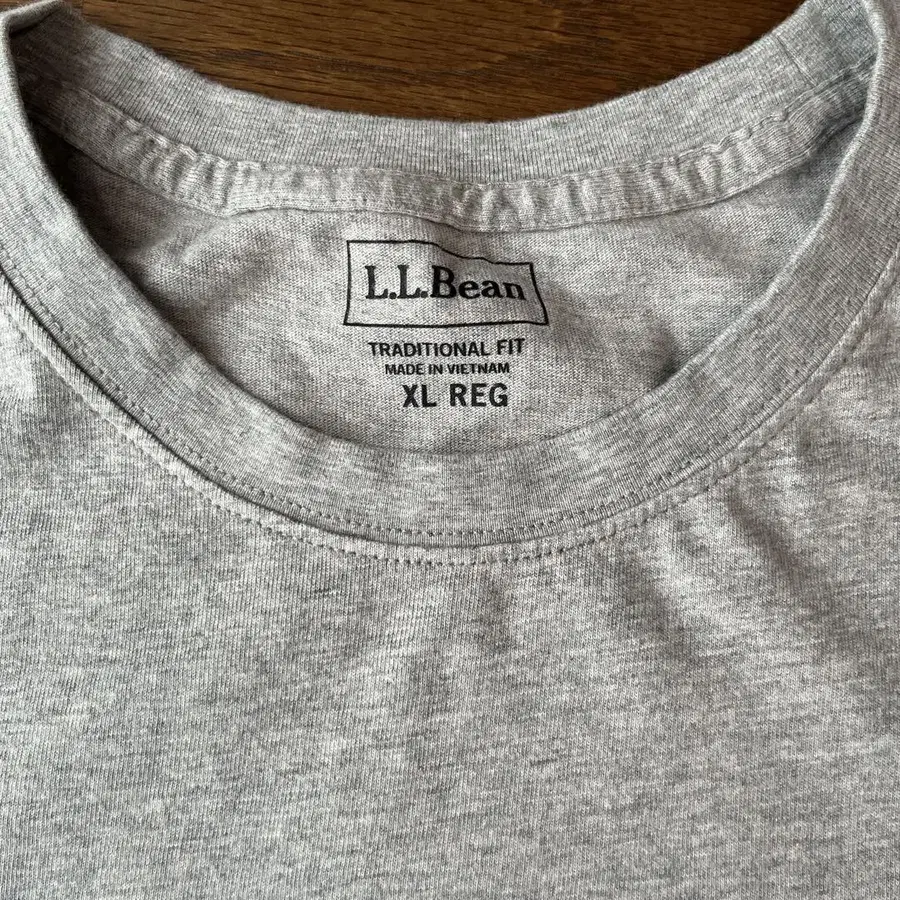 L.L.Bean
TRADITIONAL FIT
MADE IN VIETNAM
XL REG